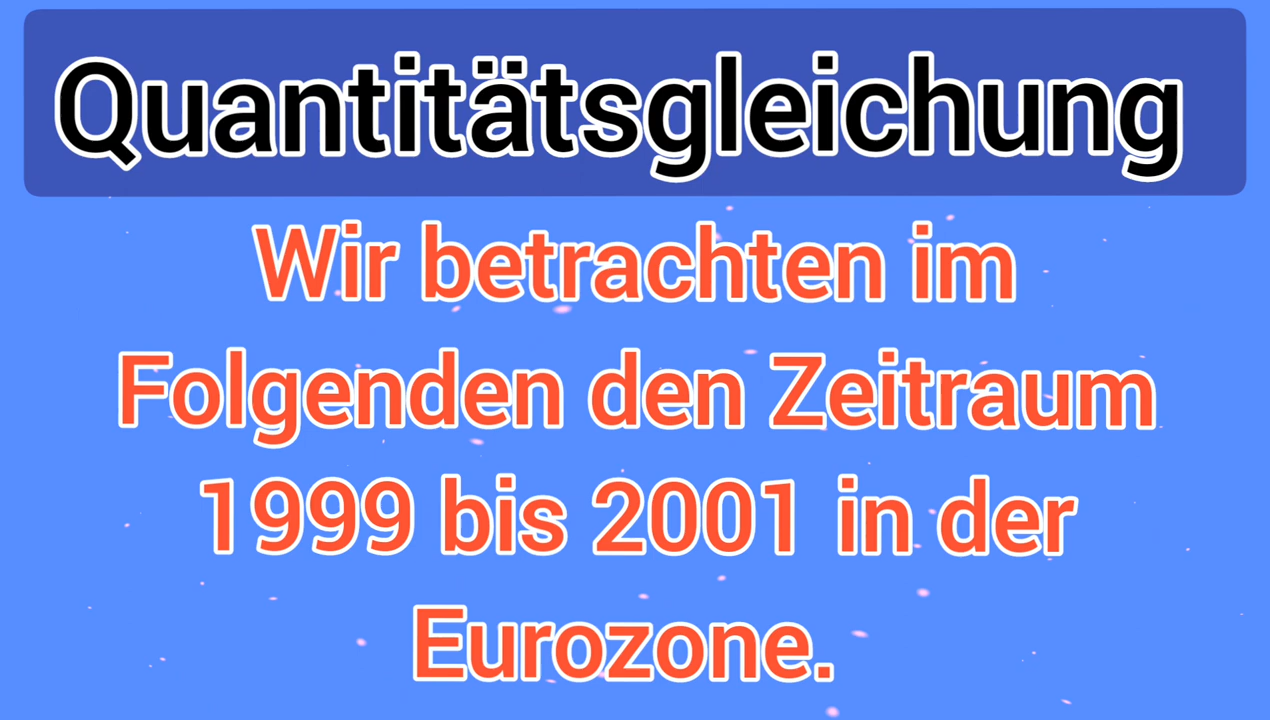 Quantitätsgleichung
Wir betrachten im
Folgenden den Zeitraum
1999 bis 2001 in der
Eurozone.